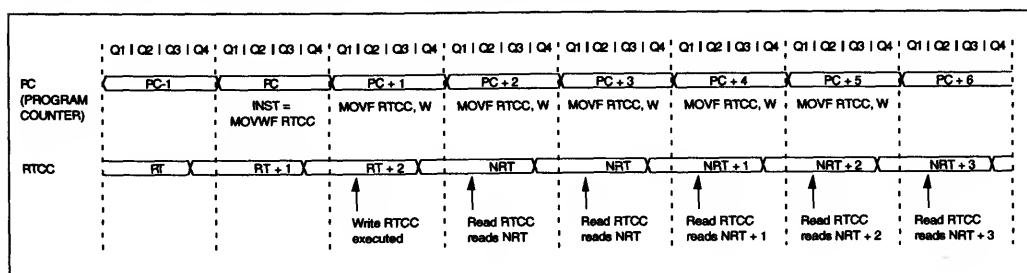 Q1 | Q2 | Q3 | Q4 Q1 | Q2 | Q3 | Q4 Q1 | Q2 | Q3 | Q4 Q1 | Q2 | Q3 | Q4 Q1 | Q2 | Q3 | Q4 Q1 | Q2 | Q3 | Q4 Q1 | Q2 | Q3 | Q4 Q1 | Q2 | Q3 | Q4
PC (PROGRAM COUNTER)
PC-1 PC PC + 1 PC + 2 PC + 3 PC + 4 PC + 5 PC + 6
INST = MOVWF RTCC
MOVF RTCC, W MOVF RTCC, W MOVF RTCC, W MOVF RTCC, W MOVF RTCC, W
RTCC
RT RT + 1 RT + 2 NRT NRT NRT + 1 NRT + 2 NRT + 3
Write RTCC Read RTCC Read RTCC Read RTCC Read RTCC Read RTCC
executed reads NRT reads NRT reads NRT + 1 reads NRT + 2 reads NRT + 3